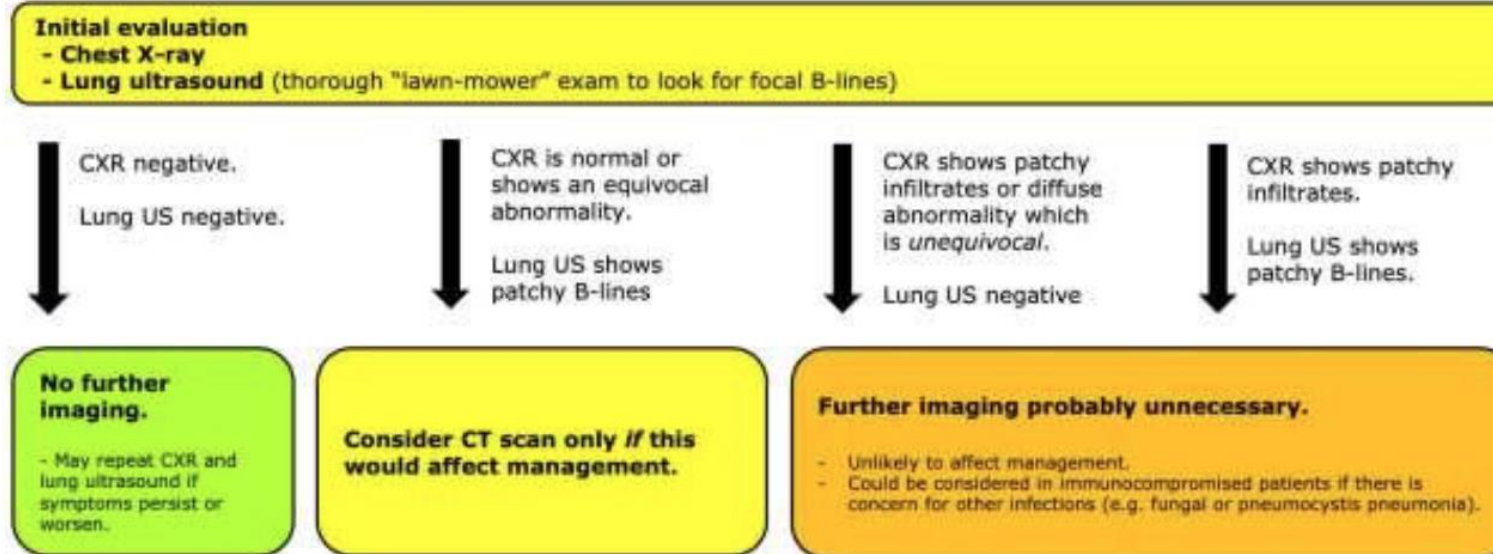 Initial evaluation
- Chest X-ray
- Lung ultrasound (thorough "lawn-mower" exam to look for focal B-lines)
CXR negative.
Lung US negative.
CXR is normal or
shows an equivocal
abnormality.
Lung US shows
patchy B-lines
CXR shows patchy
infiltrates or diffuse
abnormality which
is unequivocal.
Lung US negative
CXR shows patchy
infiltrates.
Lung US shows
patchy B-lines.
No further
imaging.
- May repeat CXR and
lung ultrasound if
symptoms persist or
worsen.
Consider CT scan only if this
would affect management.
Further imaging probably unnecessary.
- Unlikely to affect management.
- Could be considered in immunocompromised patients if there is
concern for other infections (e.g. fungal or pneumocystis pneumonia).